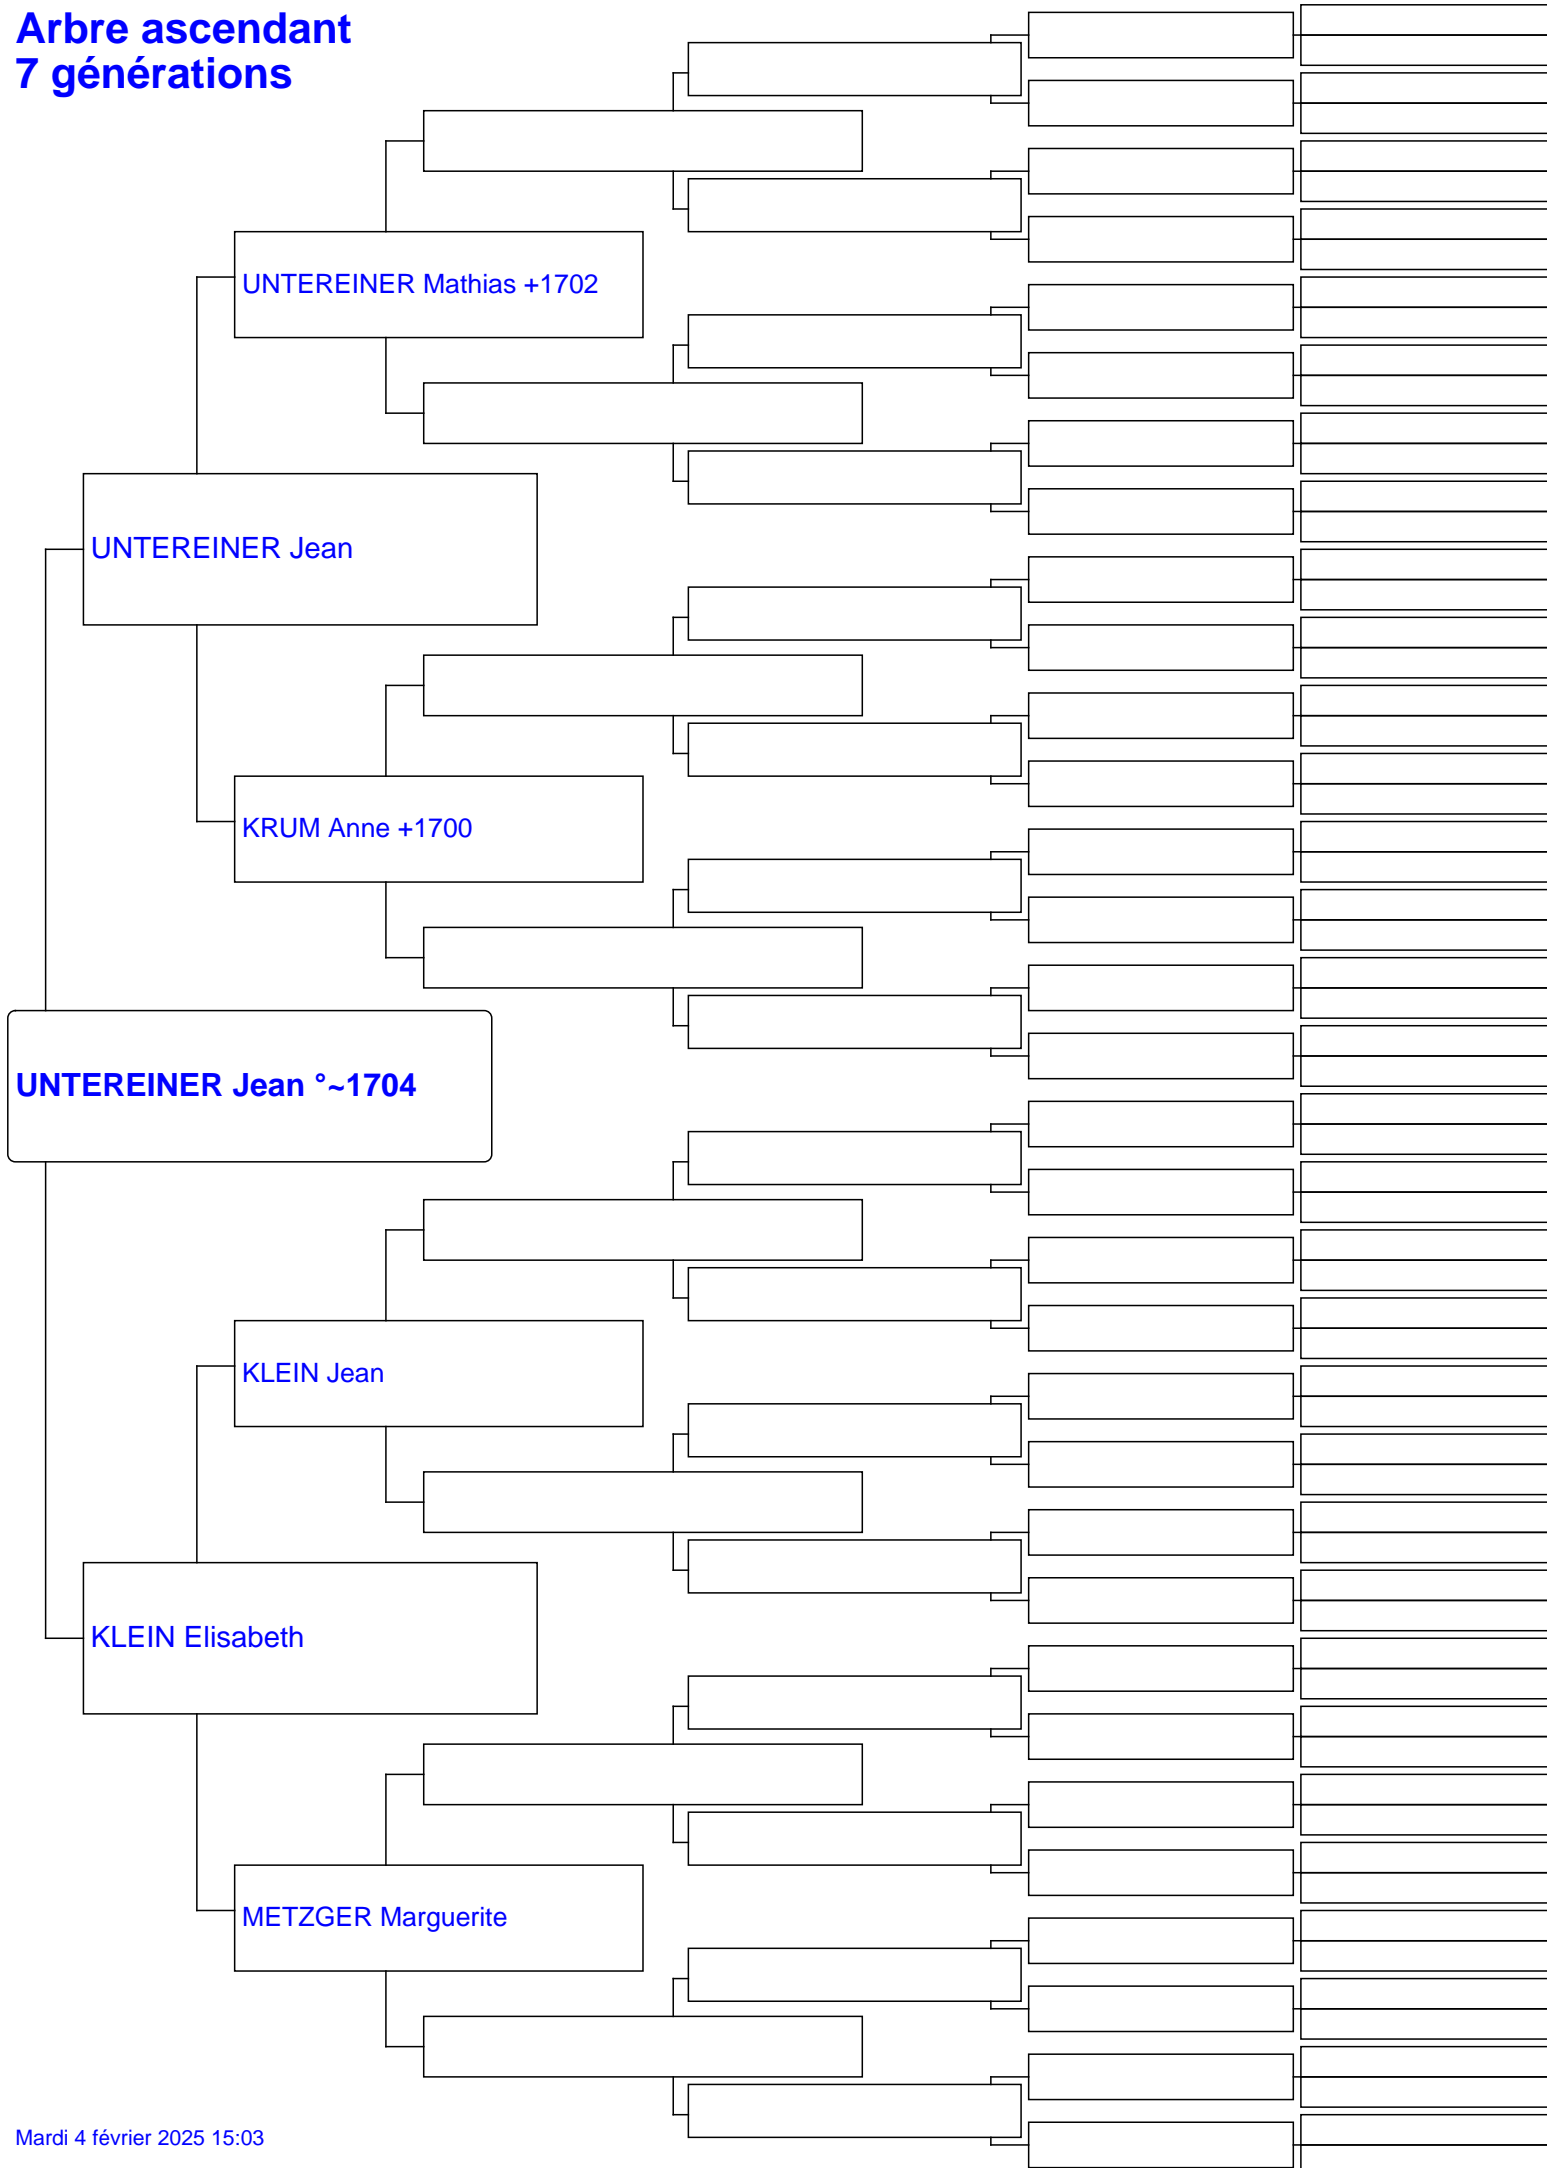 Arbre ascendant
7 générations
UNTEREINER Mathias +1702
UNTEREINER Jean
KRUM Anne +1700
UNTEREINER Jean °~1704
KLEIN Jean
KLEIN Elisabeth
METZGER Marguerite
Mardi 4 février 2025 15:03